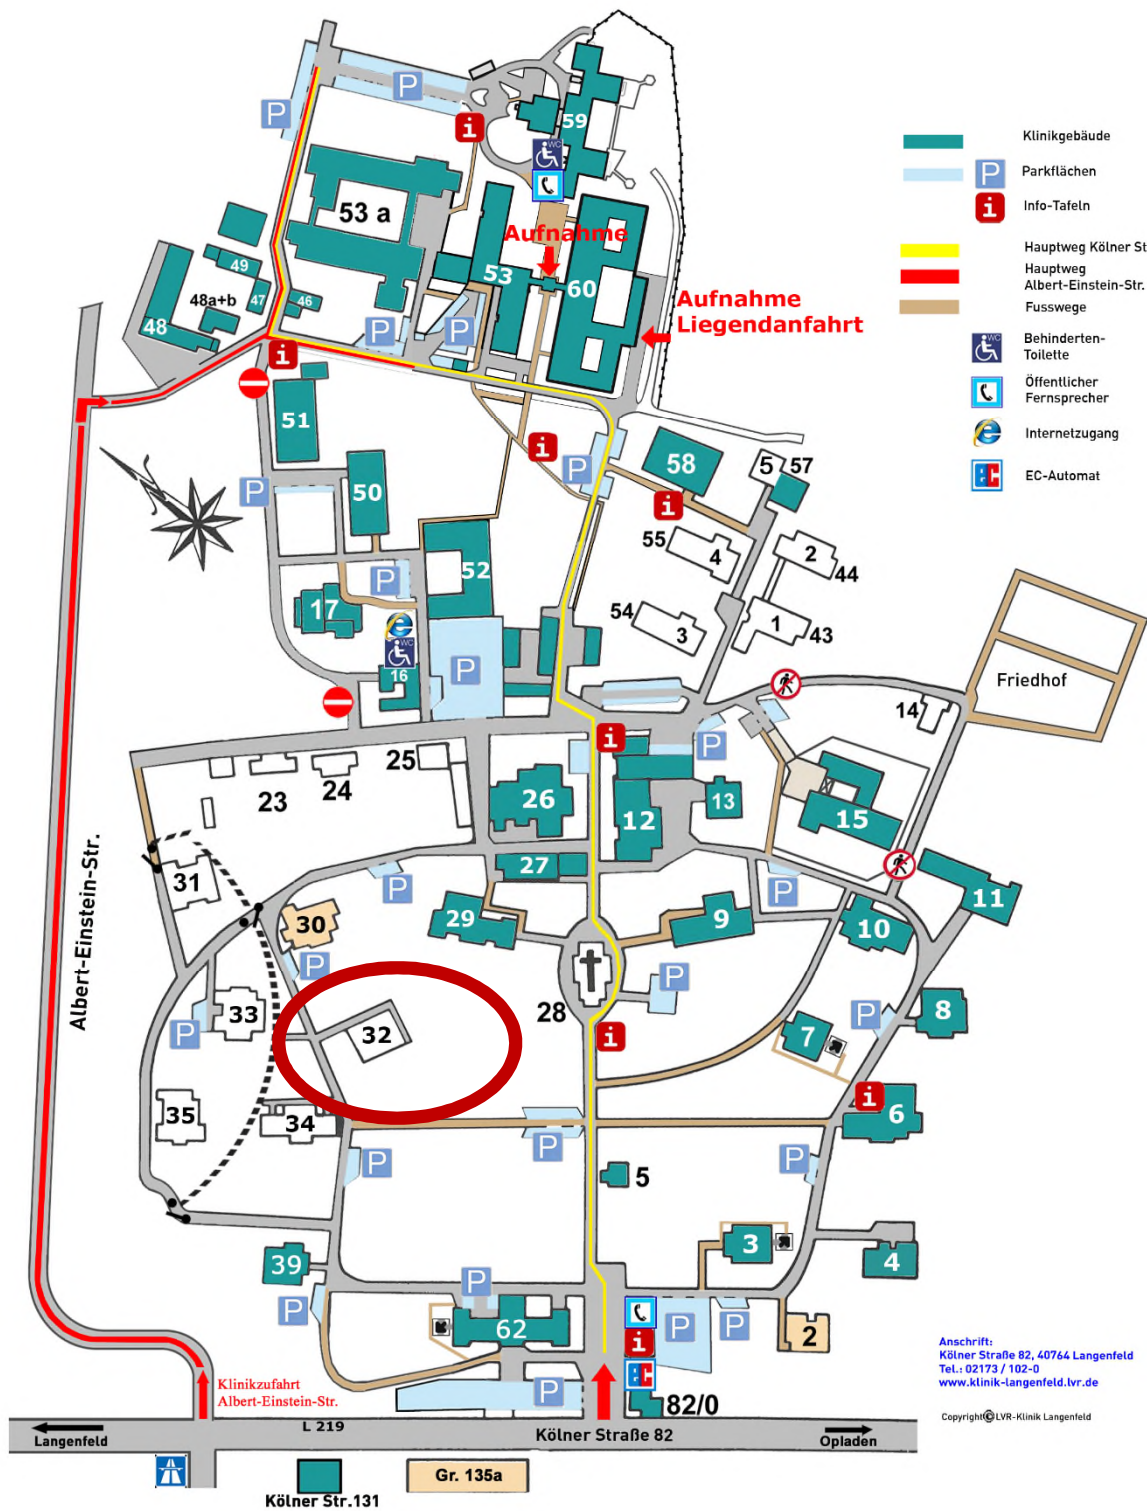 P
P
i
59
WC
53 a
Aufnahme
53
60
Aufnahme
Liegendanfahrt
49
48a+b
47
46
48
P
P
i
51
i
P
58
5
57
P
50
i
55
4
2
44
52
P
17
54
3
1
43
WC
16
P
Friedhof
14
25
i
P
23
24
26
13
12
15
27
31
P
P
11
30
29
9
10
P
P
28
33
P
32
i
7
P
8
i
6
35
34
P
P
P
5
3
4
39
P
P
62
i
P
P
2
EC
P
82/0
Albert-Einstein-Str.
Klinikzufahrt
Albert-Einstein-Str.
L 219
Kölner Straße 82
Langenfeld
Opladen
Kölner Str.131
Gr. 135a
Klinikgebäude
P
Parkflächen
i
Info-Tafeln
Hauptweg Kölner St
Hauptweg
Albert-Einstein-Str.
Fusswege
WC
Behinderten-
Toilette
Öffentlicher
Fernsprecher
Internetzugang
EC
EC-Automat
Anschrift:
Kölner Straße 82, 40764 Langenfeld
Tel.: 02173 / 102-0
www.klinik-langenfeld.lvr.de
Copyright©LVR-Klinik Langenfeld